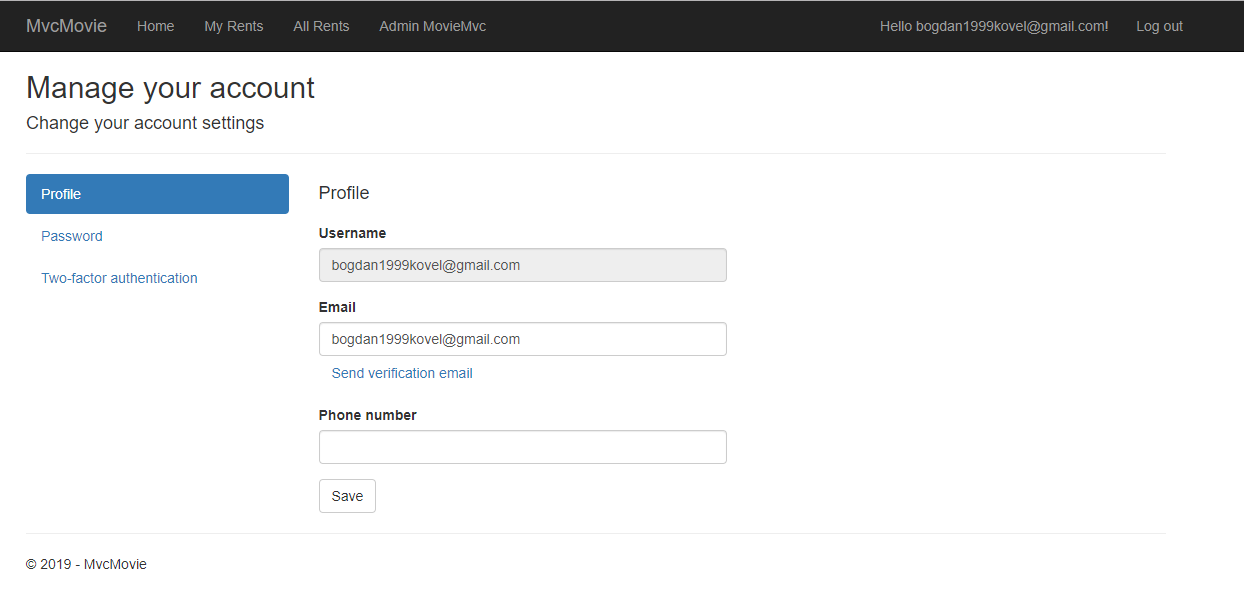 MvcMovie Home My Rents All Rents Admin MovieMvc Hello bogdan1999kovel@gmail.com! Log out
Manage your account
Change your account settings
Profile
Password
Two-factor authentication
Profile
Username
bogdan1999kovel@gmail.com
Email
bogdan1999kovel@gmail.com
Send verification email
Phone number
Save
© 2019 - MvcMovie